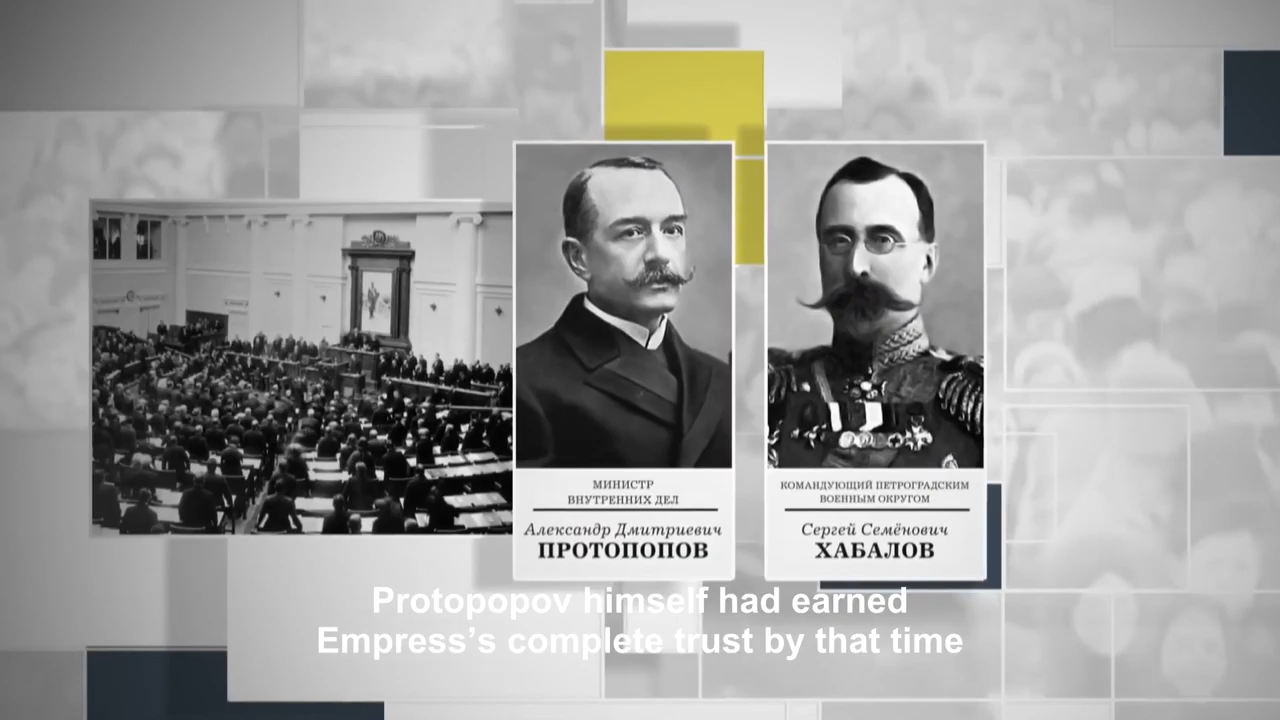 МИНИСТР
ВНУТРЕННИХ ДЕЛ
Александр Дмитриевич
ПРОТОПОПОВ
КОМАНДУЮЩИЙ ПЕТРОГРАДСКИМ
ВОЕННЫМ ОКРУГОМ
Сергей Семёнович
ХАБАЛОВ
Protopopov himself had earned
Empress’s complete trust by that time